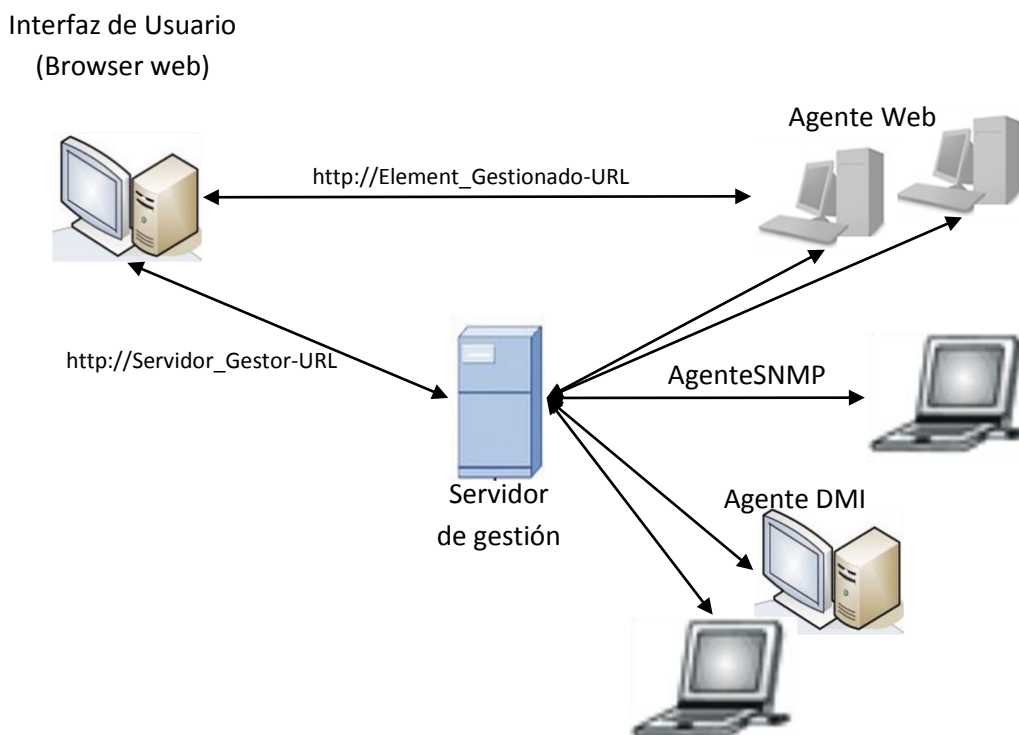 Interfaz de Usuario
(Browser web)
Agente Web
http://Element_Gestionado-URL
http://Servidor_Gestor-URL
AgenteSNMP
Servidor
de gestión
Agente DMI